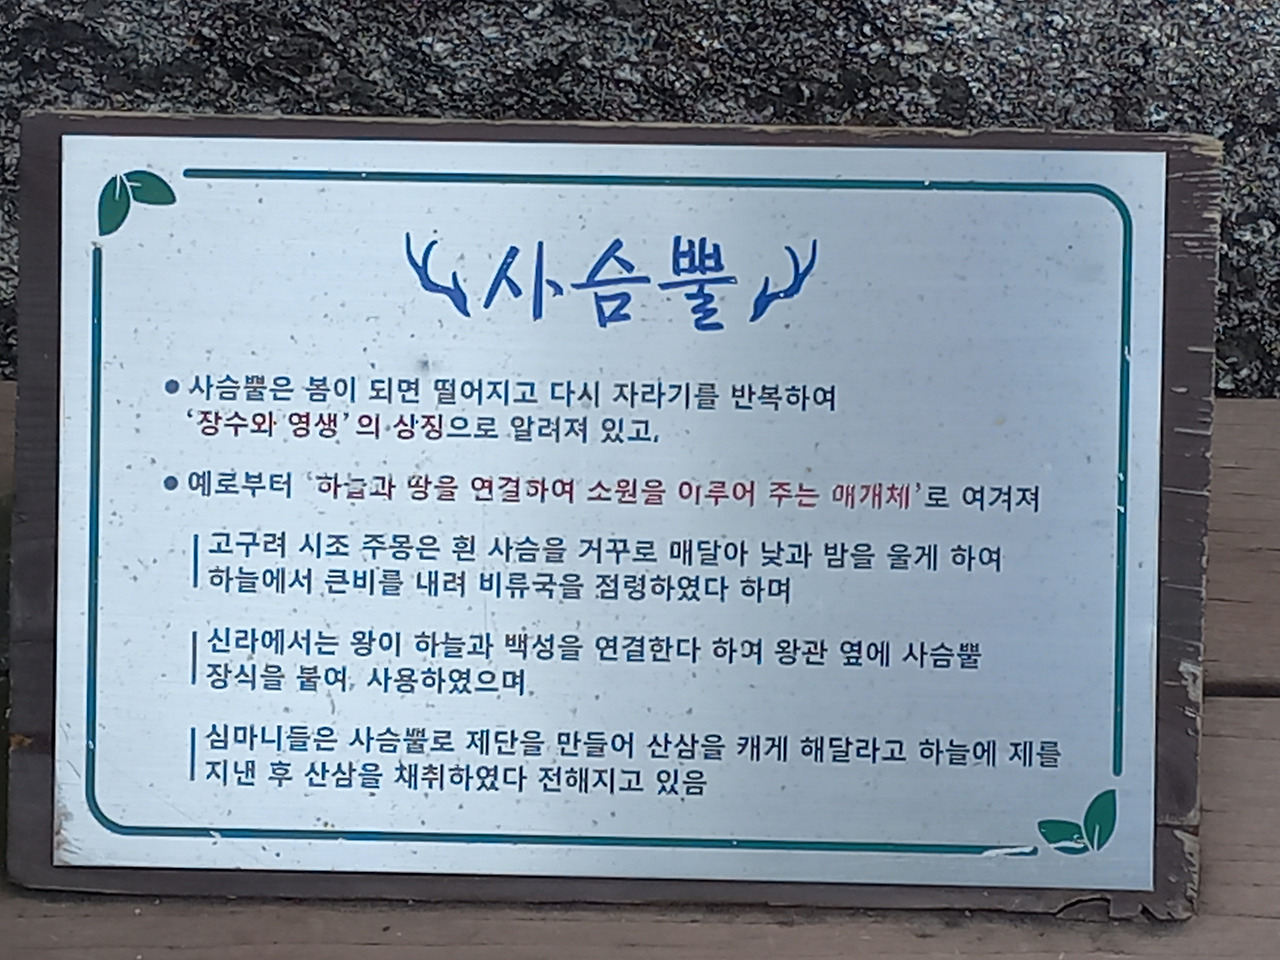 사슴뿔
● 사슴뿔은 봄이 되면 떨어지고 다시 자라기를 반복하여
‘장수와 영생’의 상징으로 알려져 있고,
● 예로부터 ‘하늘과 땅을 연결하여 소원을 이루어 주는 매개체’로 여겨져
고구려 시조 주몽은 흰 사슴을 거꾸로 매달아 낮과 밤을 울게 하여
하늘에서 큰비를 내려 비류국을 점령하였다 하며
신라에서는 왕이 하늘과 백성을 연결한다 하여 왕관 옆에 사슴뿔
장식을 붙여, 사용하였으며,
심마니들은 사슴뿔로 제단을 만들어 산삼을 캐게 해달라고 하늘에 제를
지낸 후 산삼을 채취하였다 전해지고 있음